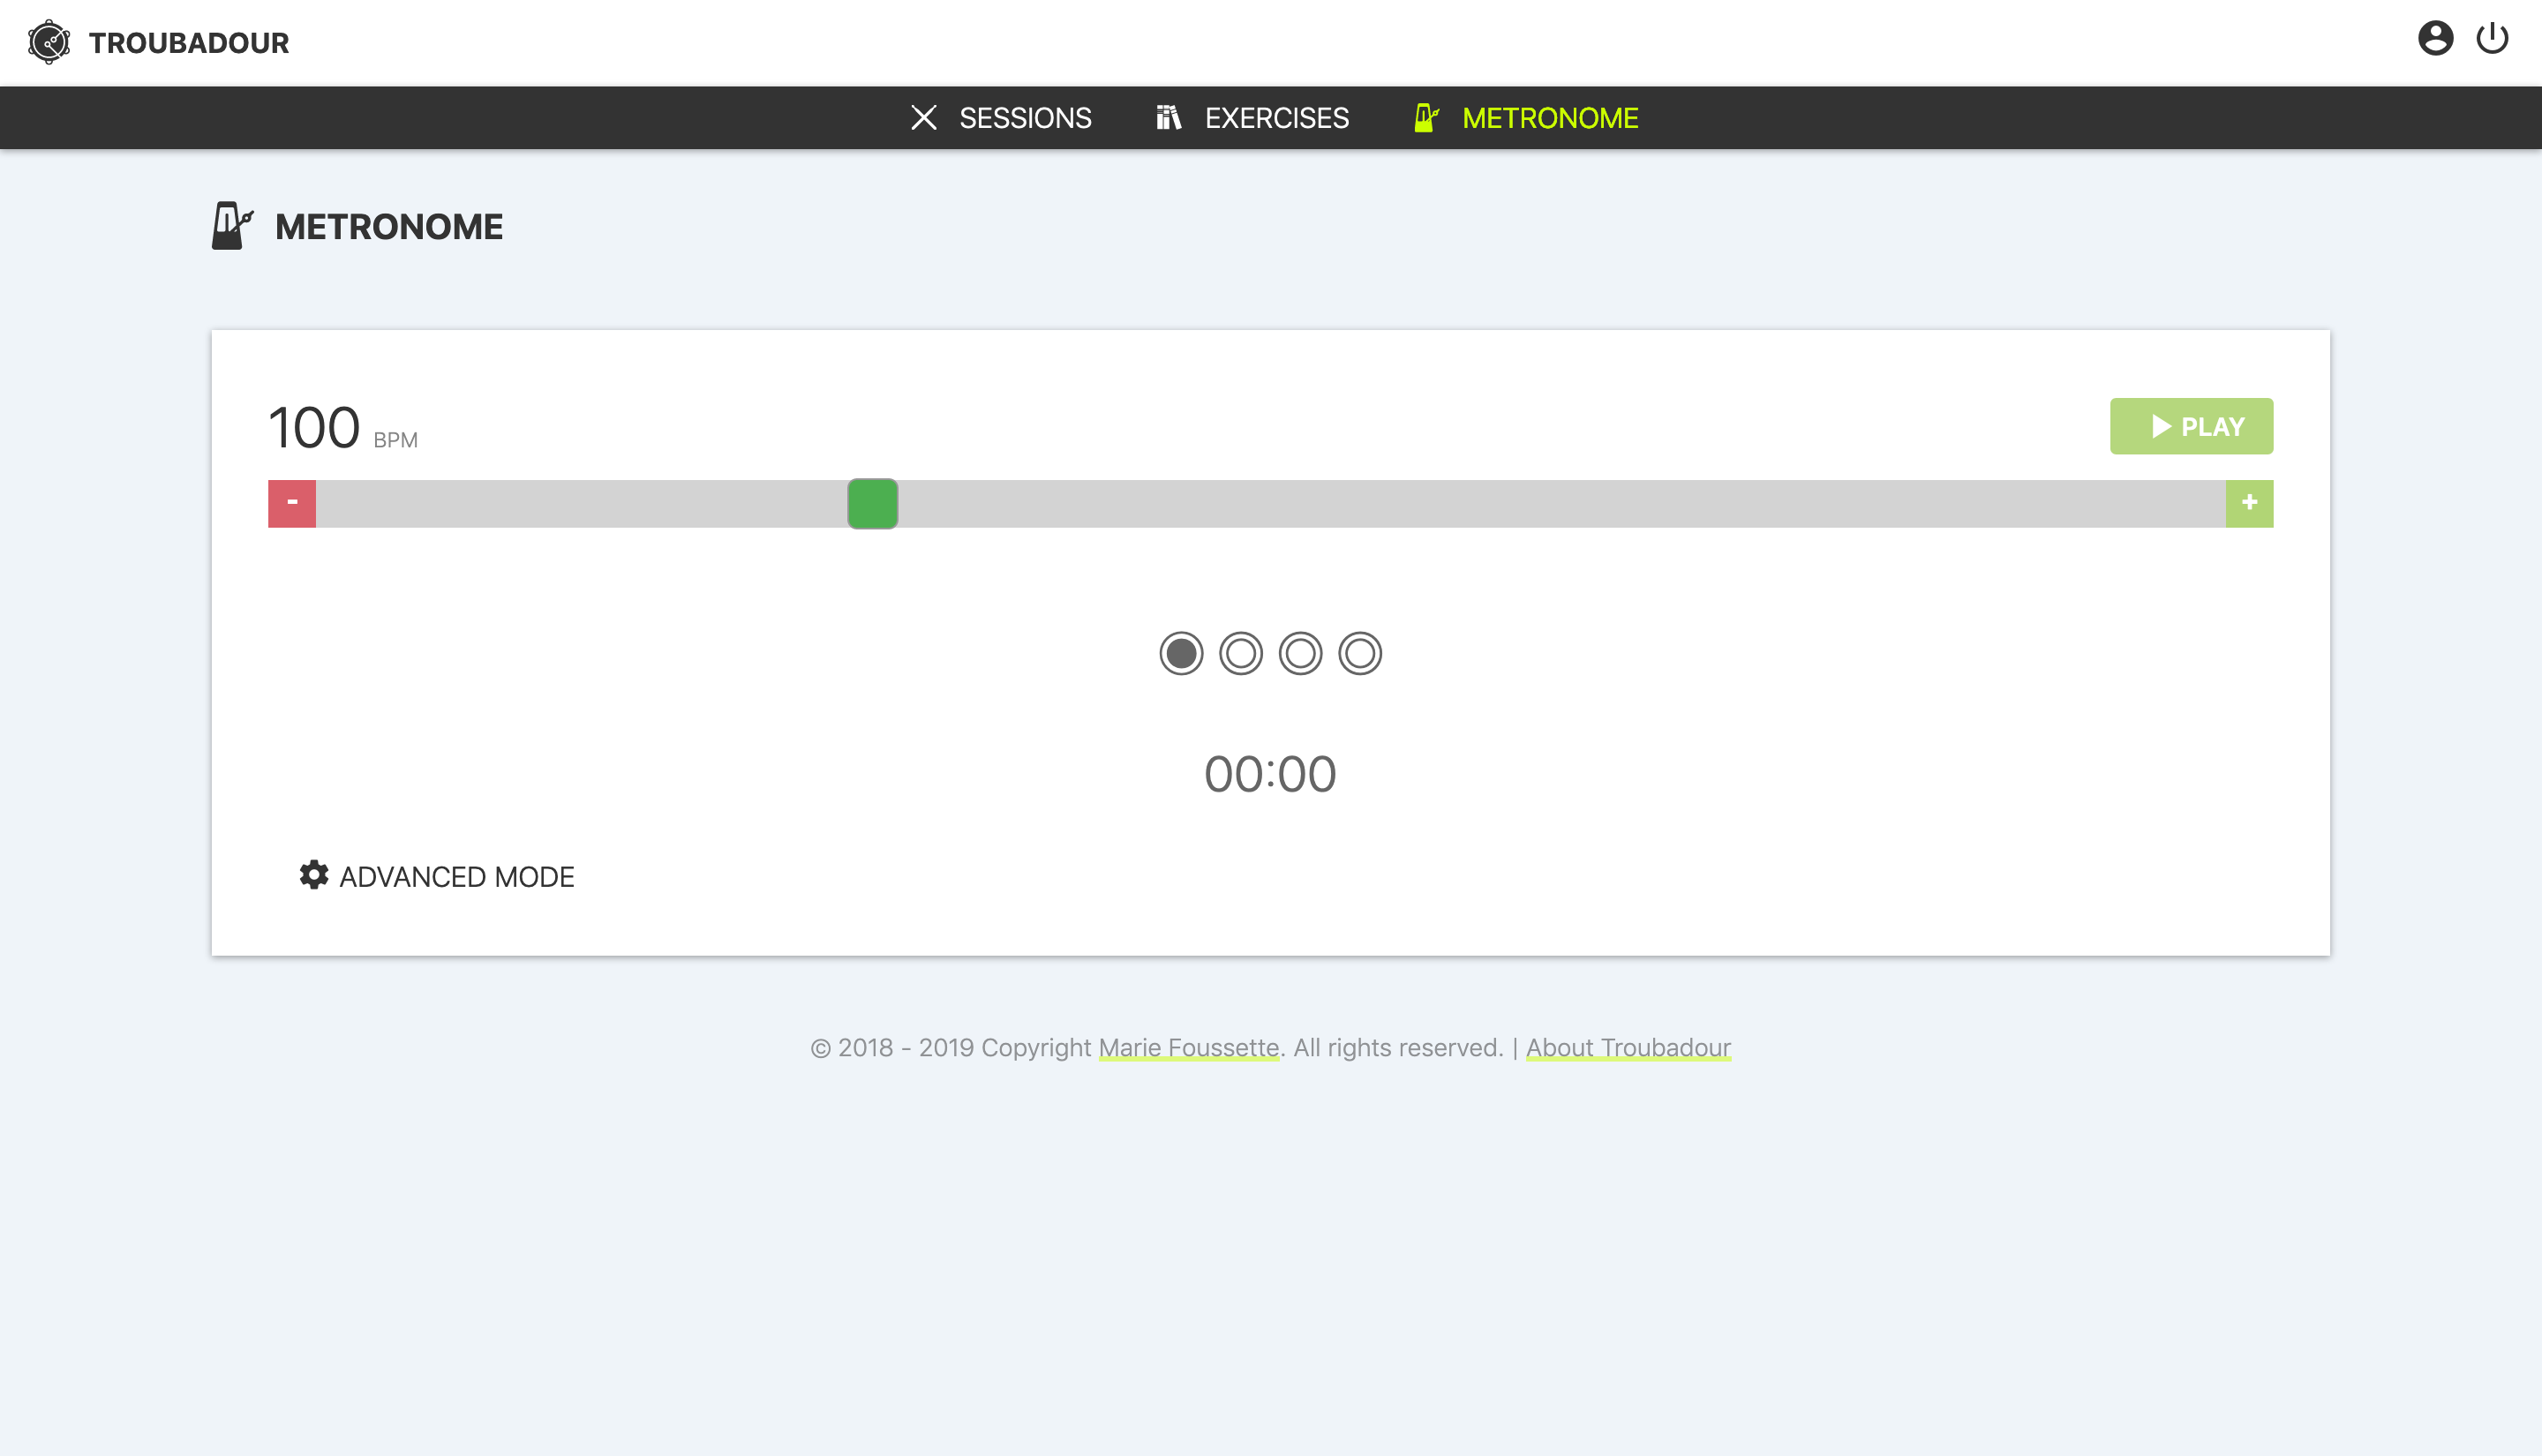 TROUBADOUR
SESSIONS EXERCISES METRONOME
METRONOME
100 BPM
PLAY
- +
00:00
ADVANCED MODE
© 2018 - 2019 Copyright Marie Foussette. All rights reserved. | About Troubadour